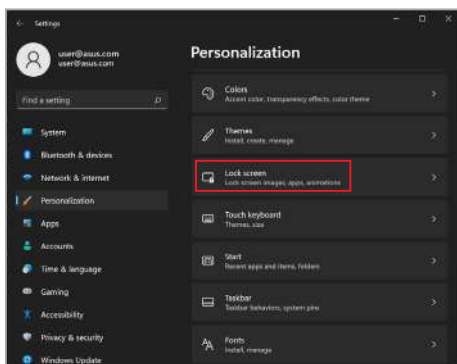 Settings
user@asus.com
user@asus.com
Find a setting
System
Bluetooth & devices
Network & internet
Personalization
Apps
Accounts
Time & language
Gaming
Accessibility
Privacy & security
Windows Update
Personalization
Colors
Accent color, transparency effects, color theme
Themes
Install, create, manage
Lock screen
Lock screen images, apps, animations
Touch keyboard
Themes, size
Start
Recent apps and items, folders
Taskbar
Taskbar behaviors, system pins
Fonts
Install, manage